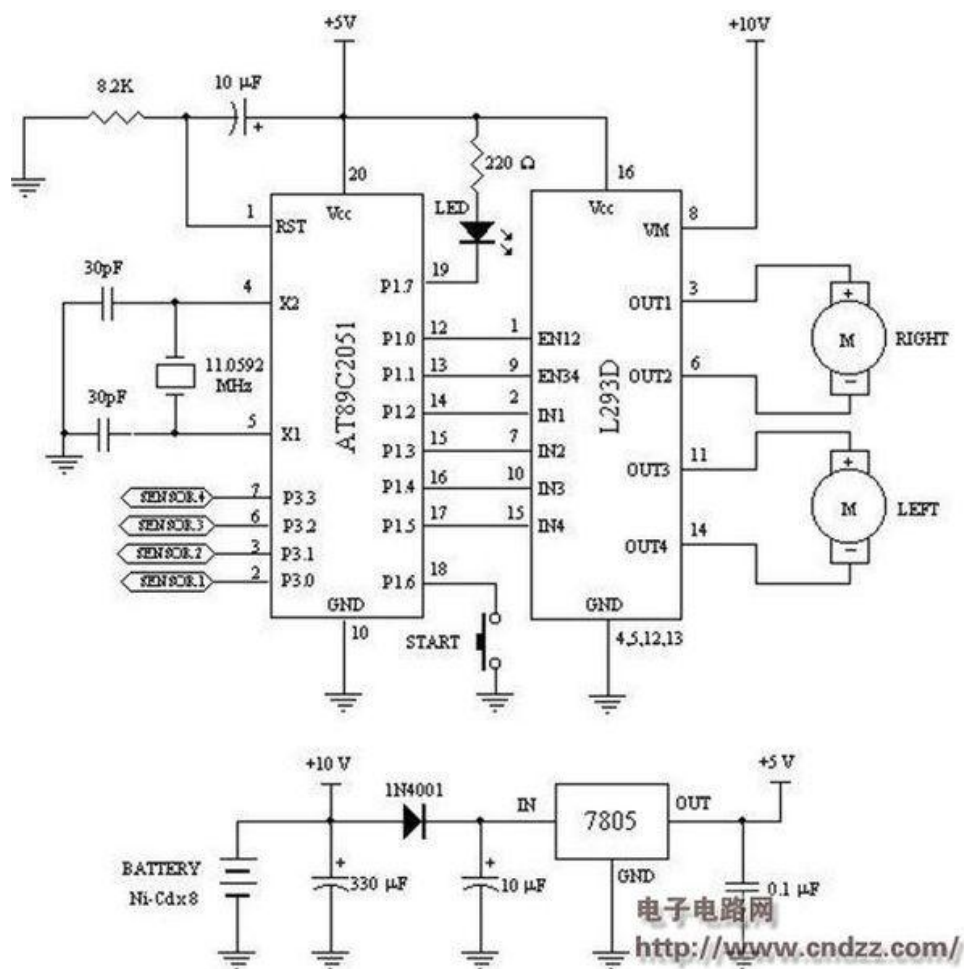 +5V
+10V
8.2K
10 µF
220 Ω
20
16
Vcc
Vcc
LED
1
RST
8
VM
30pF
4
X2
19
P1.7
3
OUT1
11.0592
MHz
AT89C2051
P1.0
12
1
EN12
L293D
M
RIGHT
P1.1
13
9
EN34
OUT2
6
30pF
5
X1
P1.2
14
2
IN1
P1.3
15
7
IN2
OUT3
11
SENSOR.4
7
P3.3
P1.4
16
10
IN3
M
LEFT
SENSOR.3
6
P3.2
P1.5
17
15
IN4
OUT4
14
SENSOR.2
3
P3.1
SENSOR.1
2
P3.0
P1.6
18
GND
10
START
GND
4,5,12,13
+10 V
+5 V
1N4001
IN
7805
OUT
BATTERY
Ni-Cdx8
330 µF
10 µF
GND
0.1 µF
电子电路网
http://www.cndzz.com/